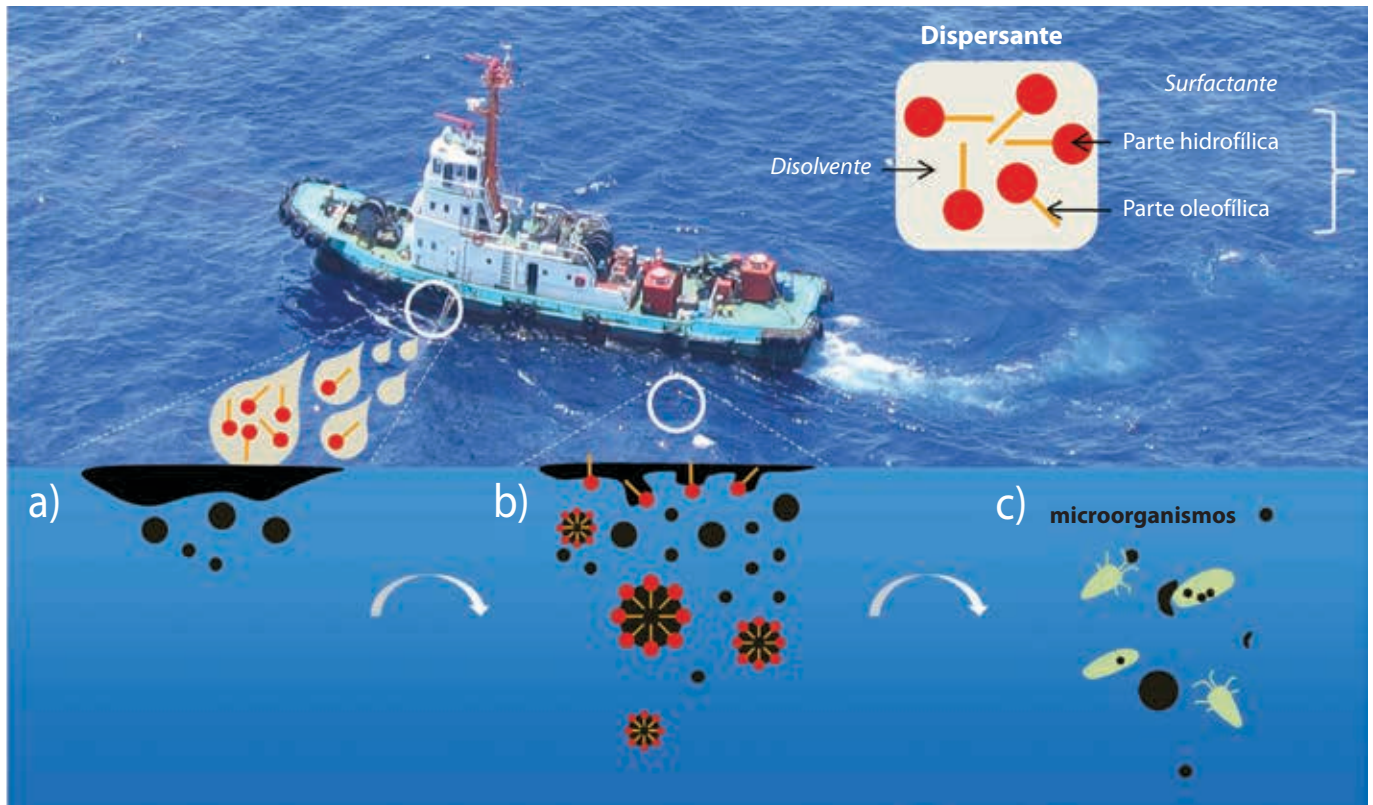 Dispersante
Surfactante
Parte hidrofílica
Disolvente
Parte oleofílica
a)
b)
c)
microorganismos